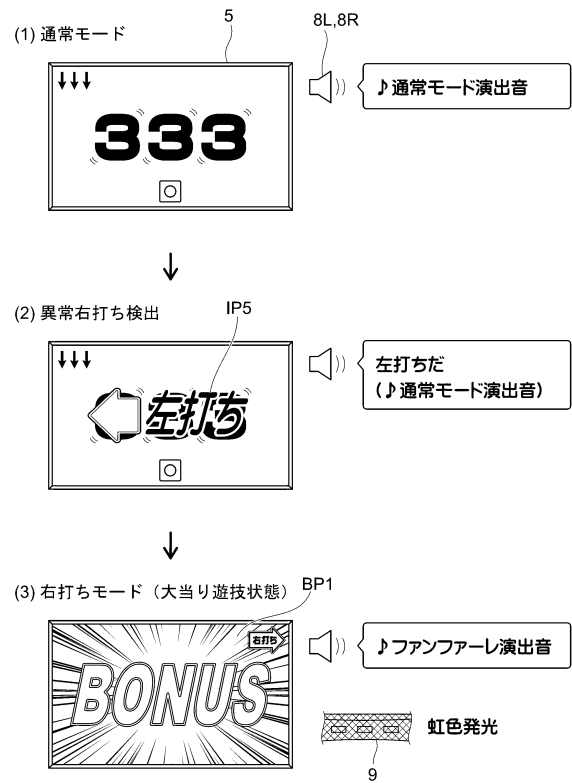 5
8L,8R
(1) 通常モード
↓↓↓
♪通常モード演出音
333
(2) 異常右打ち検出
IP5
↓↓↓
左打ちだ
(♪通常モード演出音)
左打ち
(3) 右打ちモード（大当り遊技状態）
BP1
右打ち
♪ファンファーレ演出音
BONUS
虹色発光
9